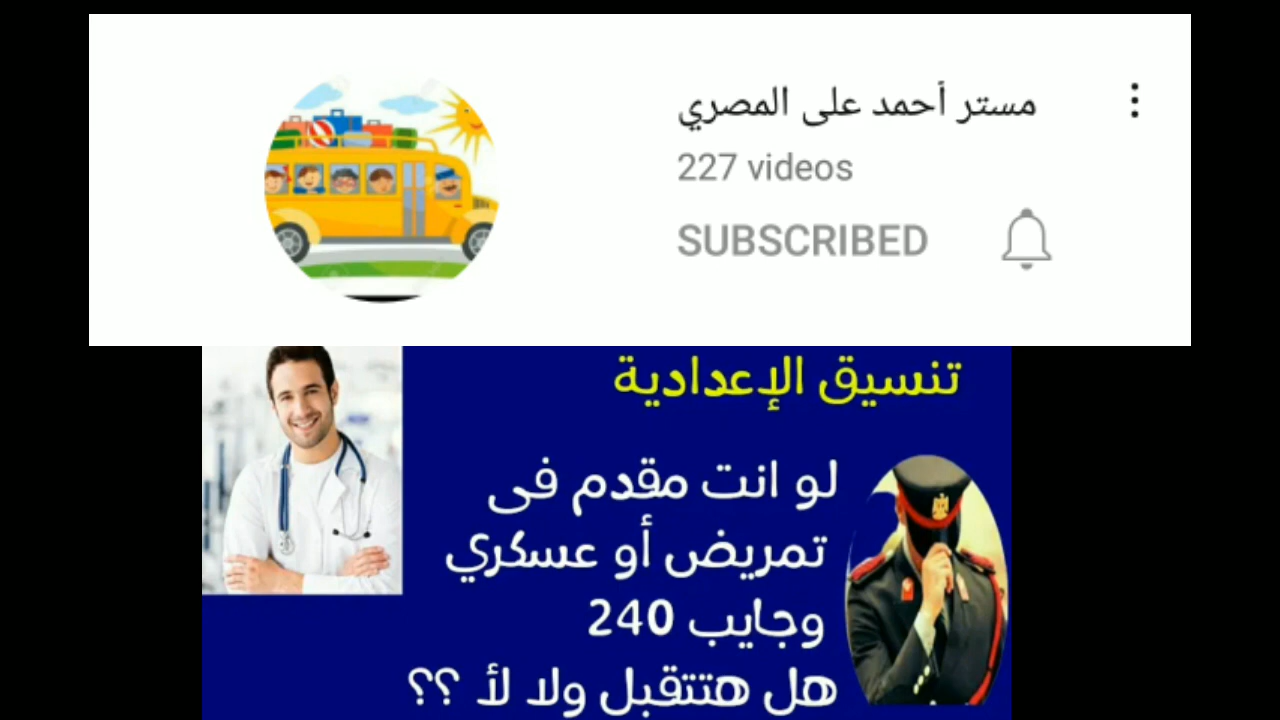 مستر أحمد على المصري
227 videos
SUBSCRIBED
تنسيق الإعدادية
لو انت مقدم فى
تمريض أو عسكري
وجايب 240
هل هتتقبل ولا لأ ؟؟